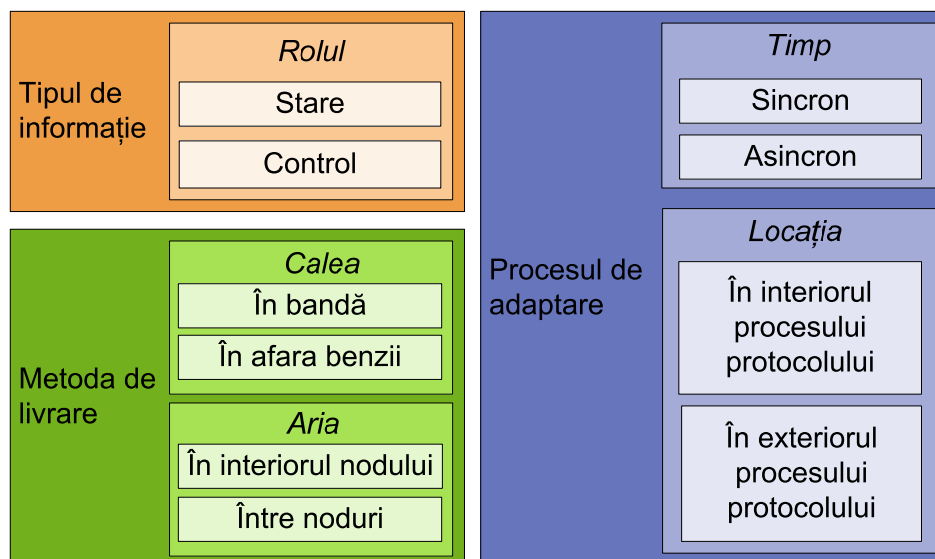 Tipul de
informație
Rolul
Stare
Control
Metoda de
livrare
Calea
În bandă
În afara benzii
Aria
În interiorul nodului
Între noduri
Procesul de
adaptare
Timp
Sincron
Asincron
Locația
În interiorul
procesului
protocolului
În exteriorul
procesului
protocolului